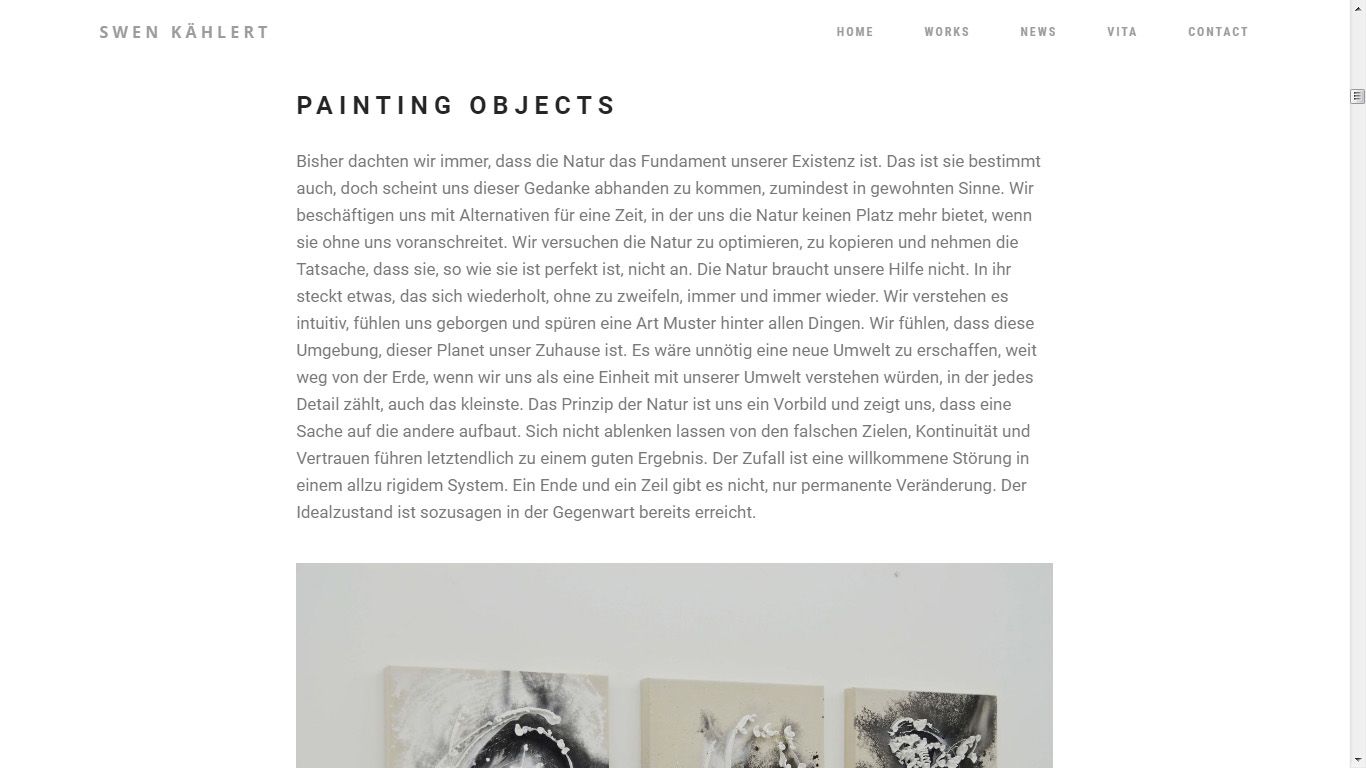 SWEN KÄHLERT
HOME WORKS NEWS VITA CONTACT
PAINTING OBJECTS
Bisher dachten wir immer, dass die Natur das Fundament unserer Existenz ist. Das ist sie bestimmt
auch, doch scheint uns dieser Gedanke abhanden zu kommen, zumindest in gewohnten Sinne. Wir
beschäftigen uns mit Alternativen für eine Zeit, in der uns die Natur keinen Platz mehr bietet, wenn
sie ohne uns voranschreitet. Wir versuchen die Natur zu optimieren, zu kopieren und nehmen die
Tatsache, dass sie, so wie sie ist perfekt ist, nicht an. Die Natur braucht unsere Hilfe nicht. In ihr
steckt etwas, das sich wiederholt, ohne zu zweifeln, immer und immer wieder. Wir verstehen es
intuitiv, fühlen uns geborgen und spüren eine Art Muster hinter allen Dingen. Wir fühlen, dass diese
Umgebung, dieser Planet unser Zuhause ist. Es wäre unnötig eine neue Umwelt zu erschaffen, weit
weg von der Erde, wenn wir uns als eine Einheit mit unserer Umwelt verstehen würden, in der jedes
Detail zählt, auch das kleinste. Das Prinzip der Natur ist uns ein Vorbild und zeigt uns, dass eine
Sache auf die andere aufbaut. Sich nicht ablenken lassen von den falschen Zielen, Kontinuität und
Vertrauen führen letztendlich zu einem guten Ergebnis. Der Zufall ist eine willkommene Störung in
einem allzu rigidem System. Ein Ende und ein Zeil gibt es nicht, nur permanente Veränderung. Der
Idealzustand ist sozusagen in der Gegenwart bereits erreicht.